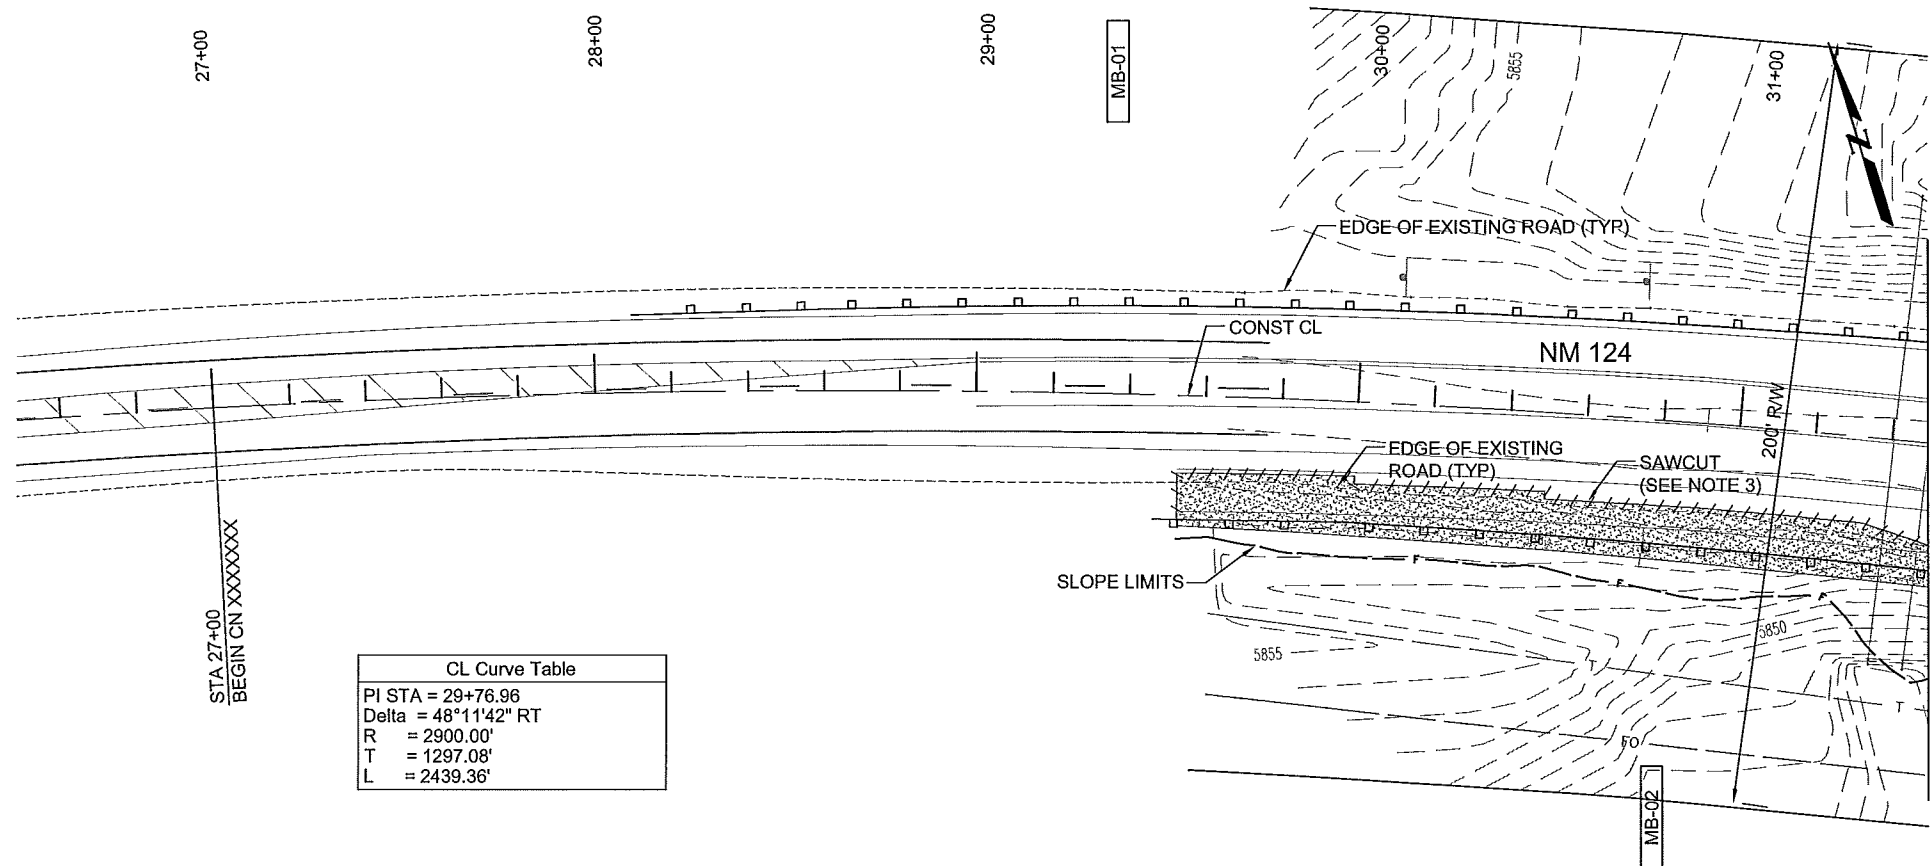 27+00
28+00
29+00
MB-01
30+00
5855
31+00
N
EDGE OF EXISTING ROAD (TYP)
CONST CL
NM 124
200' R/W
EDGE OF EXISTING
ROAD (TYP)
SAWCUT
(SEE NOTE 3)
SLOPE LIMITS
F
F
F
STA 27+00
BEGIN CN XXXXXXX
5855
5850
T
T
FO
MB-02
CL Curve Table
PI STA = 29+76.96
Delta = 48°11'42" RT
R = 2900.00'
T = 1297.08'
L = 2439.36'